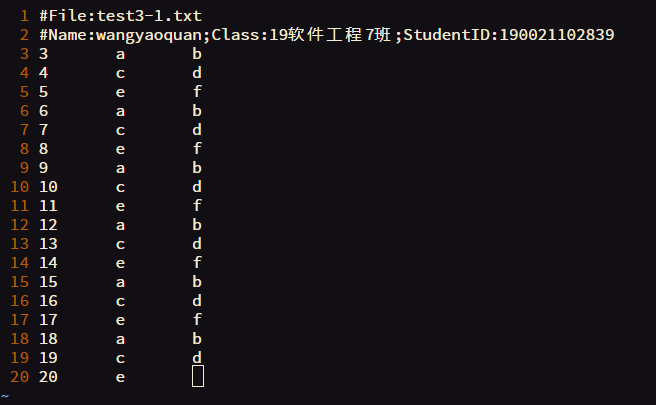 1 #File:test3-1.txt
2 #Name:wangyaoquan;Class:19软件工程7班;StudentID:190021102839
3 3 a b
4 4 c d
5 5 e f
6 6 a b
7 7 c d
8 8 e f
9 9 a b
10 10 c d
11 11 e f
12 12 a b
13 13 c d
14 14 e f
15 15 a b
16 16 c d
17 17 e f
18 18 a b
19 19 c d
20 20 e
~